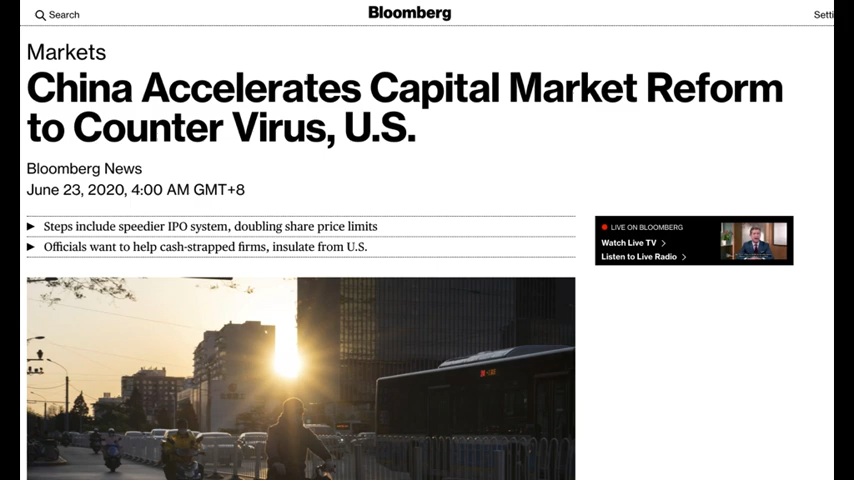 Search
Bloomberg
Setti
Markets
China Accelerates Capital Market Reform
to Counter Virus, U.S.
Bloomberg News
June 23, 2020, 4:00 AM GMT+8
Steps include speedier IPO system, doubling share price limits
Officials want to help cash-strapped firms, insulate from U.S.
LIVE ON BLOOMBERG
Watch Live TV
Listen to Live Radio